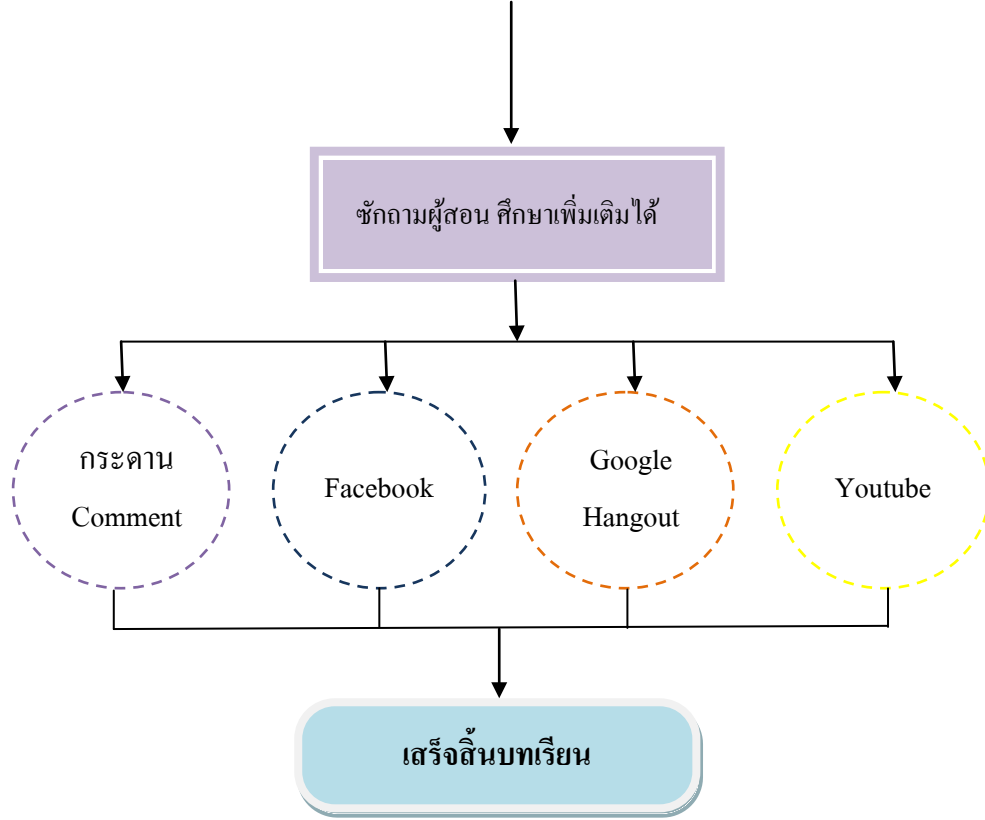 ซักถามผู้สอน ศึกษาเพิ่มเติมได้
กระดาน
Comment
Facebook
Google
Hangout
Youtube
เสร็จสิ้นบทเรียน